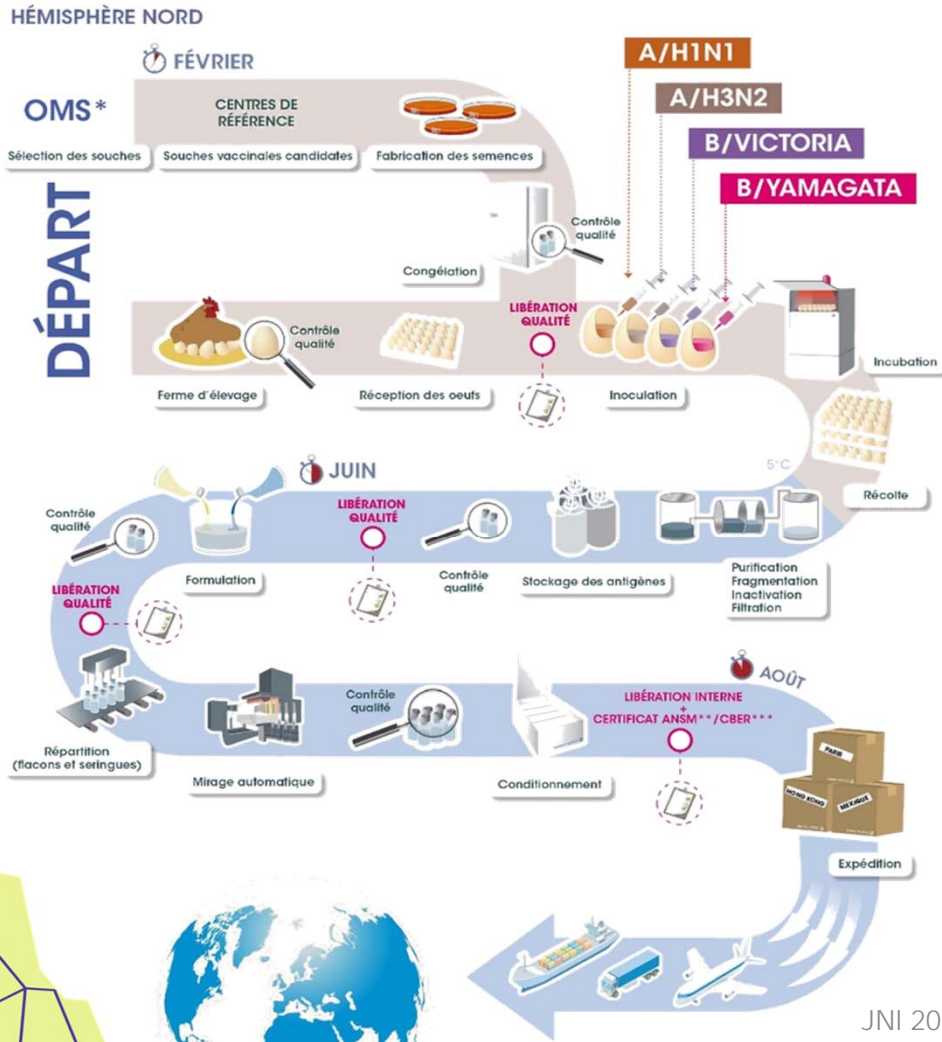 HÉMISPHÈRE NORD
FÉVRIER
OMS*
CENTRES DE
RÉFÉRENCE
Sélection des souches
Souches vaccinales candidates
Fabrication des semences
A/H1N1
A/H3N2
B/VICTORIA
B/YAMAGATA
DÉPART
Contrôle
qualité
Congélation
LIBÉRATION
QUALITÉ
Contrôle
qualité
Ferme d'élevage
Réception des oeufs
Inoculation
Incubation
Récolte
5°C
JUIN
Contrôle
qualité
Formulation
LIBÉRATION
QUALITÉ
Contrôle
qualité
Stockage des antigènes
Purification
Fragmentation
Inactivation
Filtration
LIBÉRATION
QUALITÉ
Répartition
(flacons et seringues)
Mirage automatique
Contrôle
qualité
Conditionnement
AOÛT
LIBÉRATION INTERNE
+
CERTIFICAT ANSM**/CBER***
PARIS
HONG KONG
MEXIQUE
Expédition
JNI 20